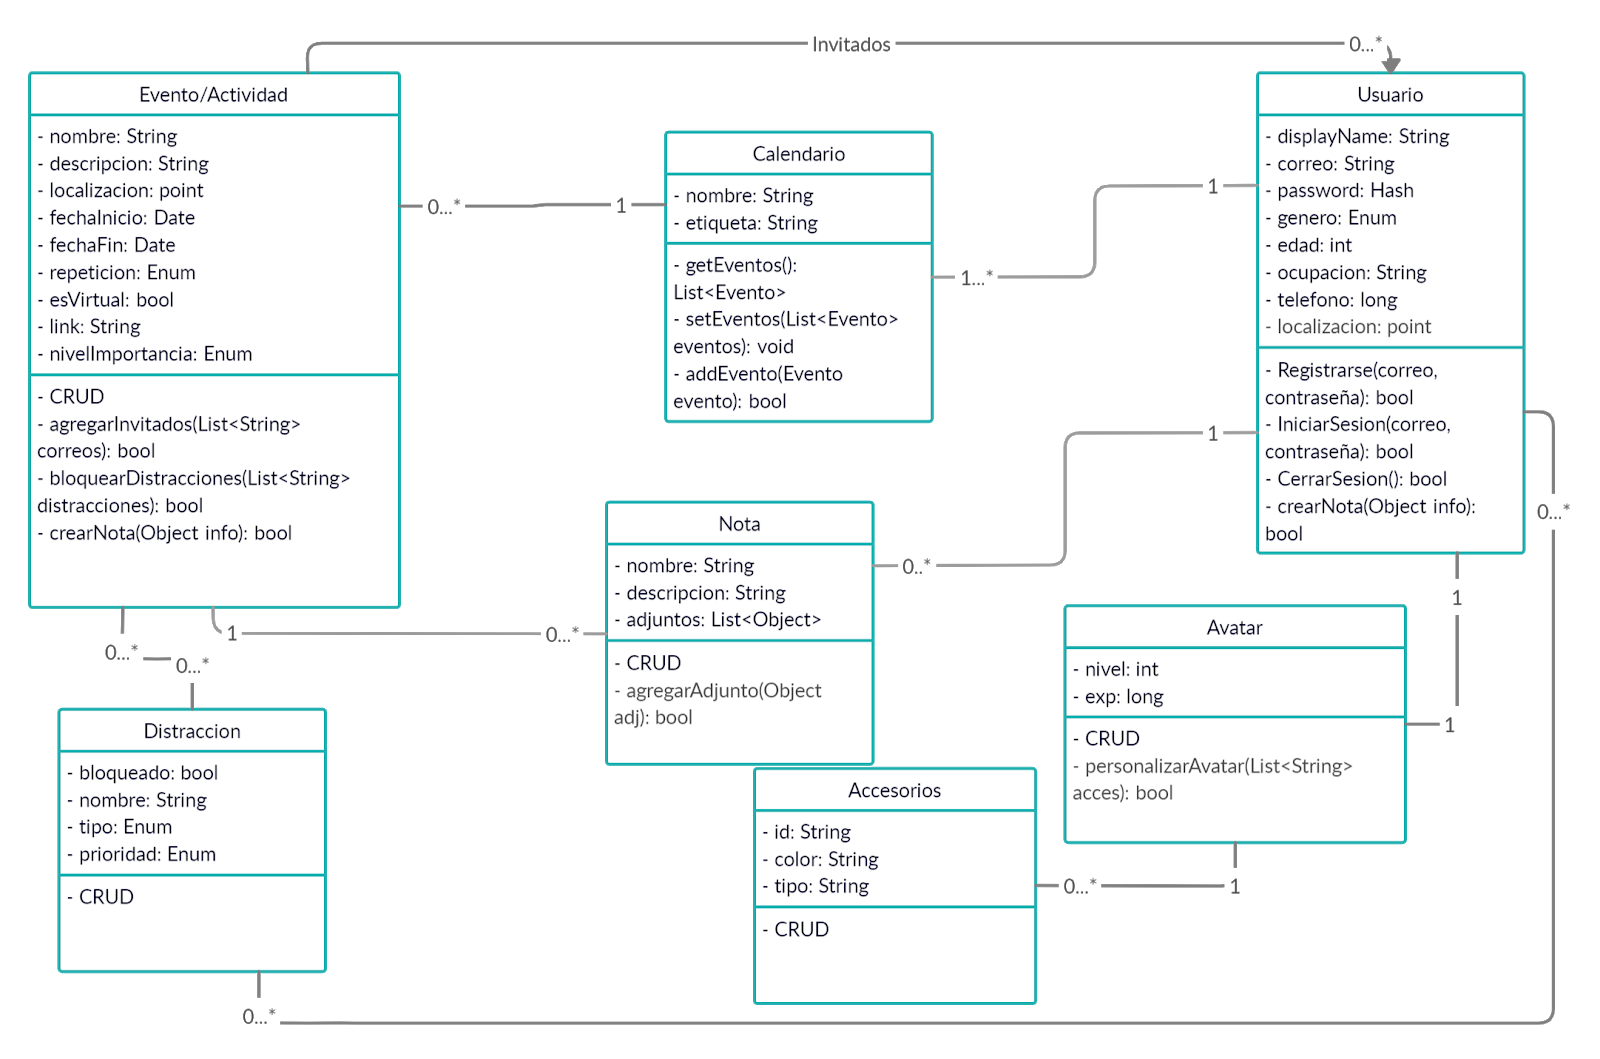 Invitados
0...*
Evento/Actividad
- nombre: String
- descripcion: String
- localizacion: point
- fechaInicio: Date
- fechaFin: Date
- repeticion: Enum
- esVirtual: bool
- link: String
- nivelImportancia: Enum
- CRUD
- agregarInvitados(List<String>
correos): bool
- bloquearDistracciones(List<String>
distracciones): bool
- crearNota(Object info): bool
0...*
1
Calendario
- nombre: String
- etiqueta: String
- getEventos():
List<Evento>
- setEventos(List<Evento>
eventos): void
- addEvento(Evento
evento): bool
1...*
1
Usuario
- displayName: String
- correo: String
- password: Hash
- genero: Enum
- edad: int
- ocupacion: String
- telefono: long
- localizacion: point
- Registrarse(correo,
contraseña): bool
- IniciarSesion(correo,
contraseña): bool
- CerrarSesion(): bool
- crearNota(Object info):
bool
1
0..*
0...*
Nota
- nombre: String
- descripcion: String
- adjuntos: List<Object>
- CRUD
- agregarAdjunto(Object
adj): bool
1
0...*
0...*
0...*
Distraccion
- bloqueado: bool
- nombre: String
- tipo: Enum
- prioridad: Enum
- CRUD
0...*
1
1
Avatar
- nivel: int
- exp: long
- CRUD
- personalizarAvatar(List<String>
acces): bool
Accesorios
- id: String
- color: String
- tipo: String
- CRUD
0...*
1